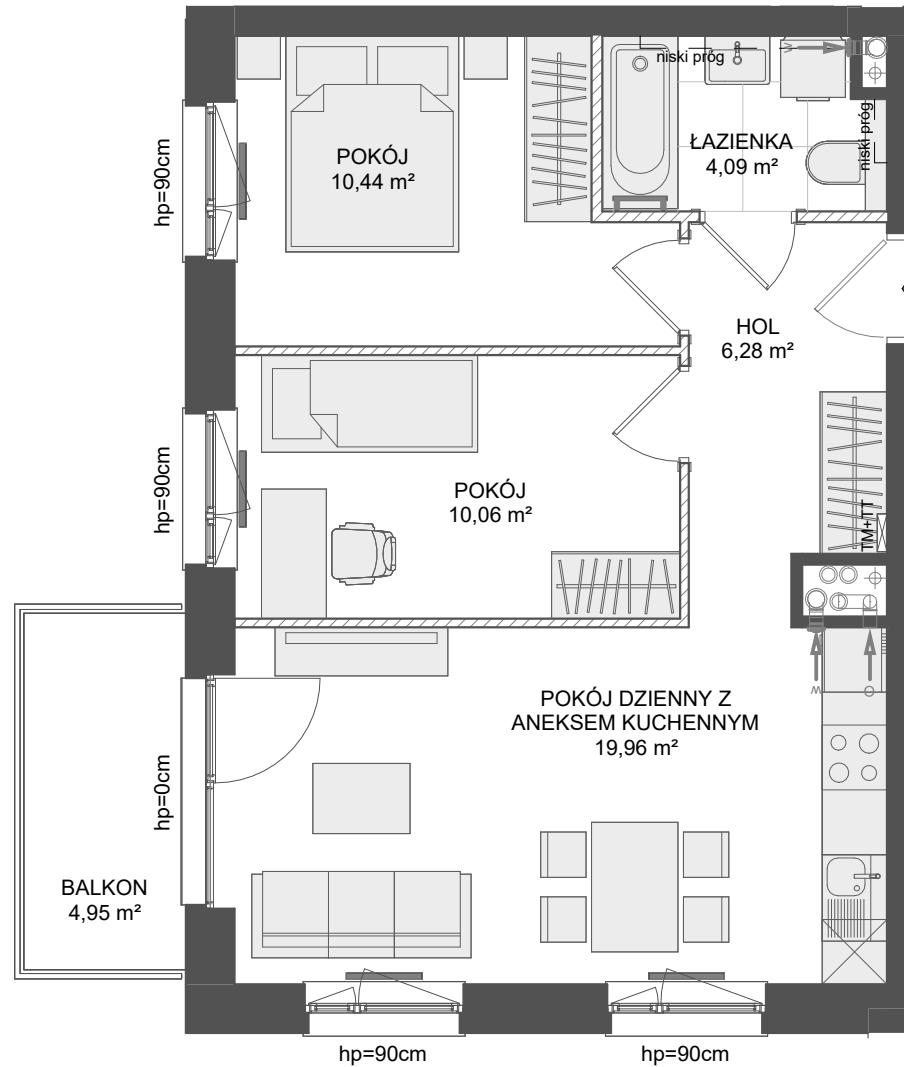 niski próg
POKÓJ
10,44 m²
ŁAZIENKA
4,09 m²
niski próg
hp=90cm
HOL
6,28 m²
hp=90cm
POKÓJ
10,06 m²
TM+TT
POKÓJ DZIENNY Z
ANEKSEM KUCHENNYM
19,96 m²
hp=0cm
BALKON
4,95 m²
hp=90cm
hp=90cm